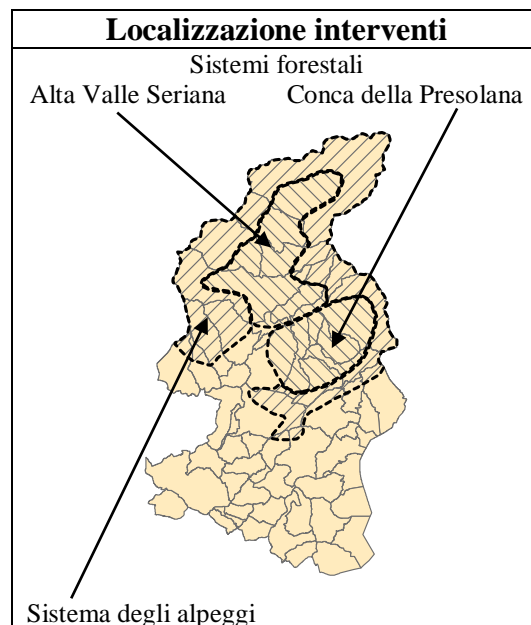 Localizzazione interventi
Sistemi forestali
Alta Valle Seriana Conca della Presolana
Sistema degli alpeggi